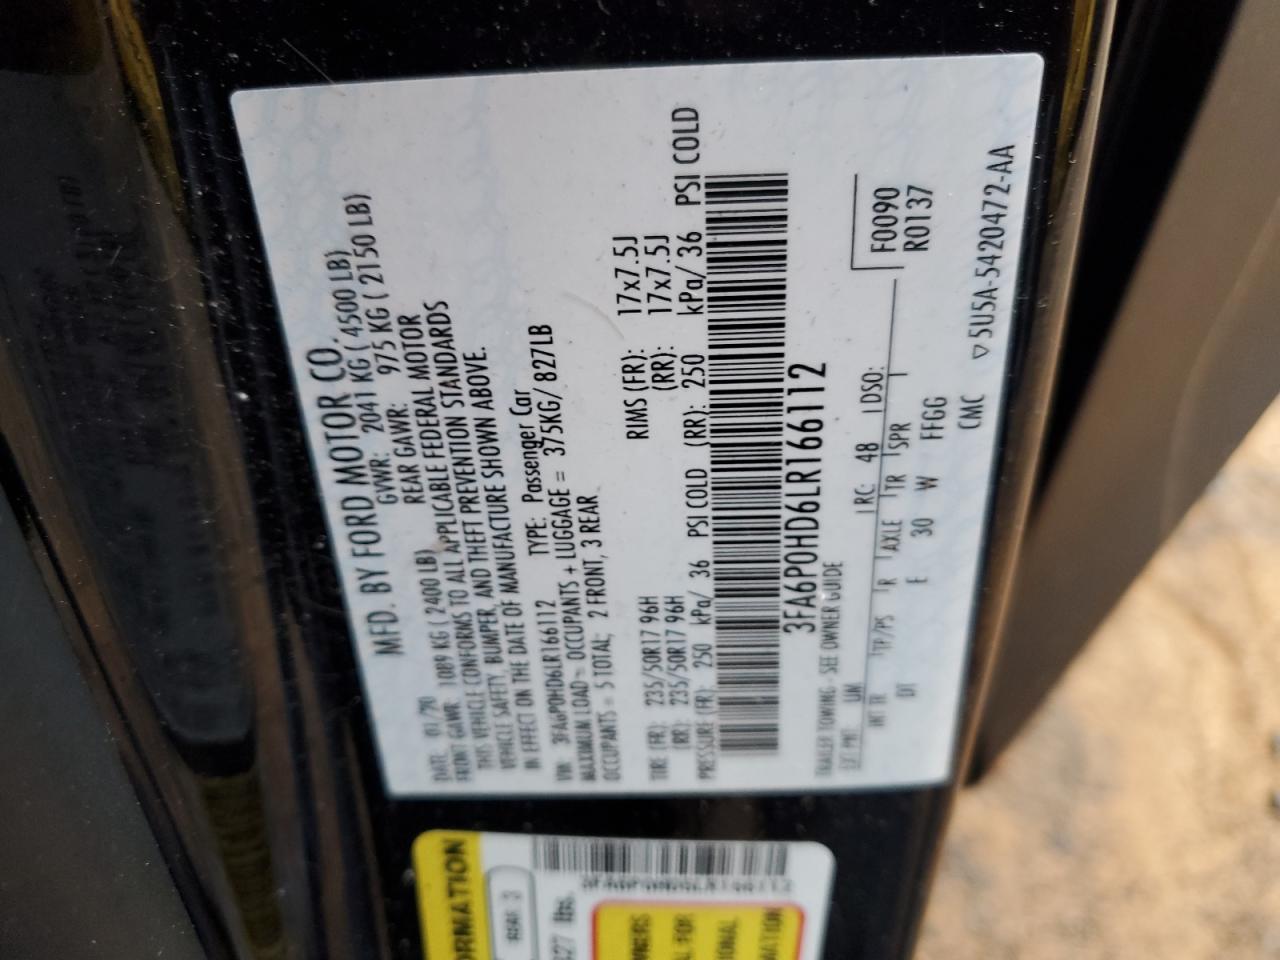 MFD. BY FORD MOTOR CO.
DATE: 01/20 GVWR: 2041 KG ( 4500 LB)
FRONT GAWR: 1089 KG ( 2400 LB) REAR GAWR: 975 KG ( 2150 LB)
THIS VEHICLE CONFORMS TO ALL APPLICABLE FEDERAL MOTOR
VEHICLE SAFETY, BUMPER, AND THEFT PREVENTION STANDARDS
IN EFFECT ON THE DATE OF MANUFACTURE SHOWN ABOVE.
VIN: 3FA6P0HD6LR166112 TYPE: Passenger Car
MAXIMUM LOAD = OCCUPANTS + LUGGAGE = 375KG/ 827LB
OCCUPANTS = 5 TOTAL; 2 FRONT, 3 REAR
TIRE (FR): 235/50R17 96H RIMS (FR): 17x7.5J
(RR): 235/50R17 96H (RR): 17x7.5J
PRESSURE (FR): 250 kPa/ 36 PSI COLD (RR): 250 kPa/ 36 PSI COLD
3FA6P0HD6LR166112
TRAILER TOWING - SEE OWNER GUIDE
EXT PNT: UM RC: 48 DSO: F0090
R0137
INT TR TP/PS R AXLE TR SPR
DT E 30 W FFGG
CMC
▽5U5A-5420472-AA
ORMATION
REAR 3
827 lbs.
3FA6P0HD6LR166112